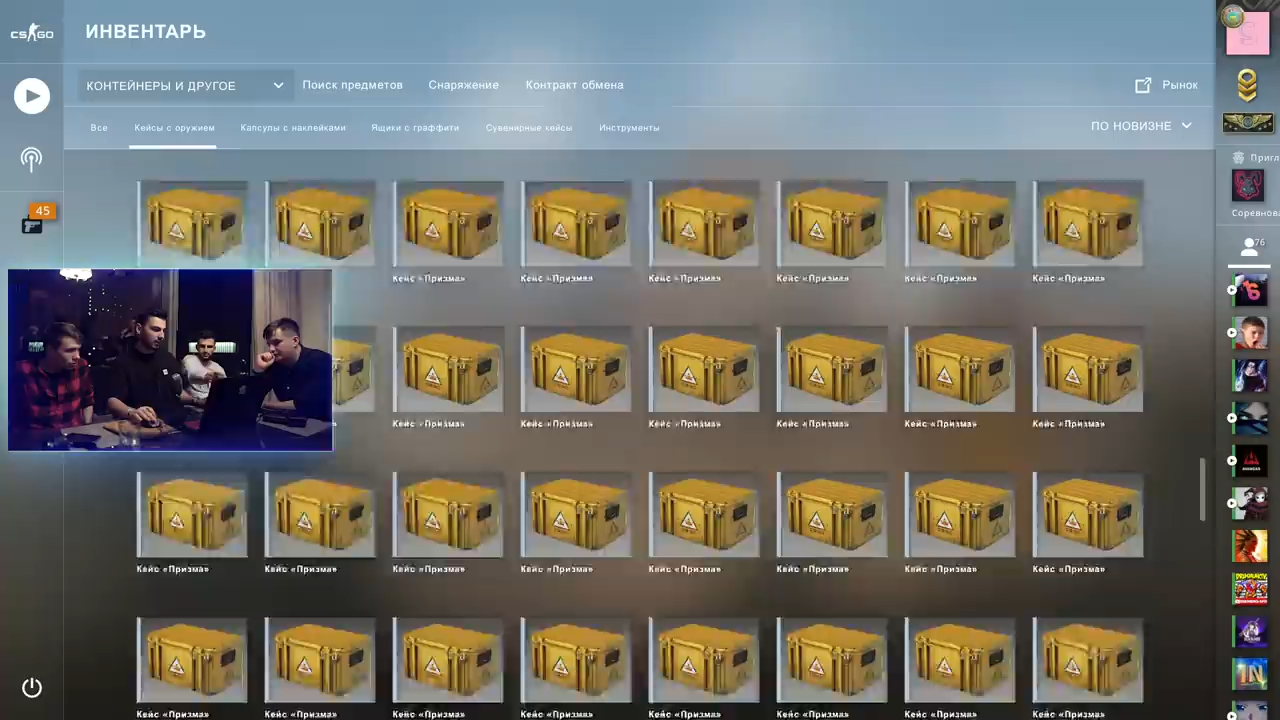 CS GO
ИНВЕНТАРЬ
КОНТЕЙНЕРЫ И ДРУГОЕ
Поиск предметов
Снаряжение
Контракт обмена
Рынок
Все
Кейсы с оружием
Капсулы с наклейками
Ящики с граффити
Сувенирные кейсы
Инструменты
ПО НОВИЗНЕ
Пригл
Соревнова
45
76
Кейс «Призма» Кейс «Призма» Кейс «Призма» Кейс «Призма» Кейс «Призма» Кейс «Призма»
Кейс «Призма» Кейс «Призма» Кейс «Призма» Кейс «Призма» Кейс «Призма» Кейс «Призма»
Кейс «Призма» Кейс «Призма» Кейс «Призма» Кейс «Призма» Кейс «Призма» Кейс «Призма» Кейс «Призма» Кейс «Призма»
Кейс «Призма» Кейс «Призма» Кейс «Призма» Кейс «Призма» Кейс «Призма» Кейс «Призма» Кейс «Призма» Кейс «Призма»